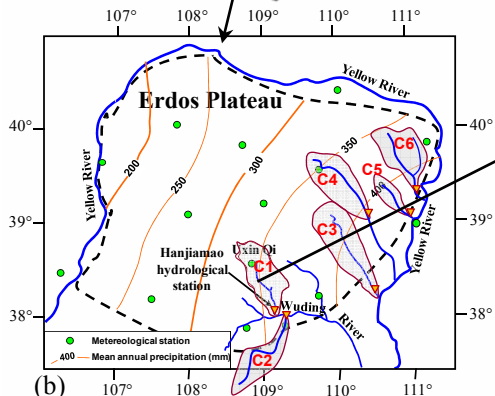 107° 108° 109° 110° 111°
Yellow River
Erdos Plateau
40° 40°
350
C6
300
C5
200
250
C4
400
Yellow River
39° 39°
C3
Yellow River
Uxin Qi
Hanjiamao
hydrological
station
C1
Wuding
River
38° 38°
Metereological station
400 Mean annual precipitation (mm)
C2
(b)
107° 108° 109° 110° 111°